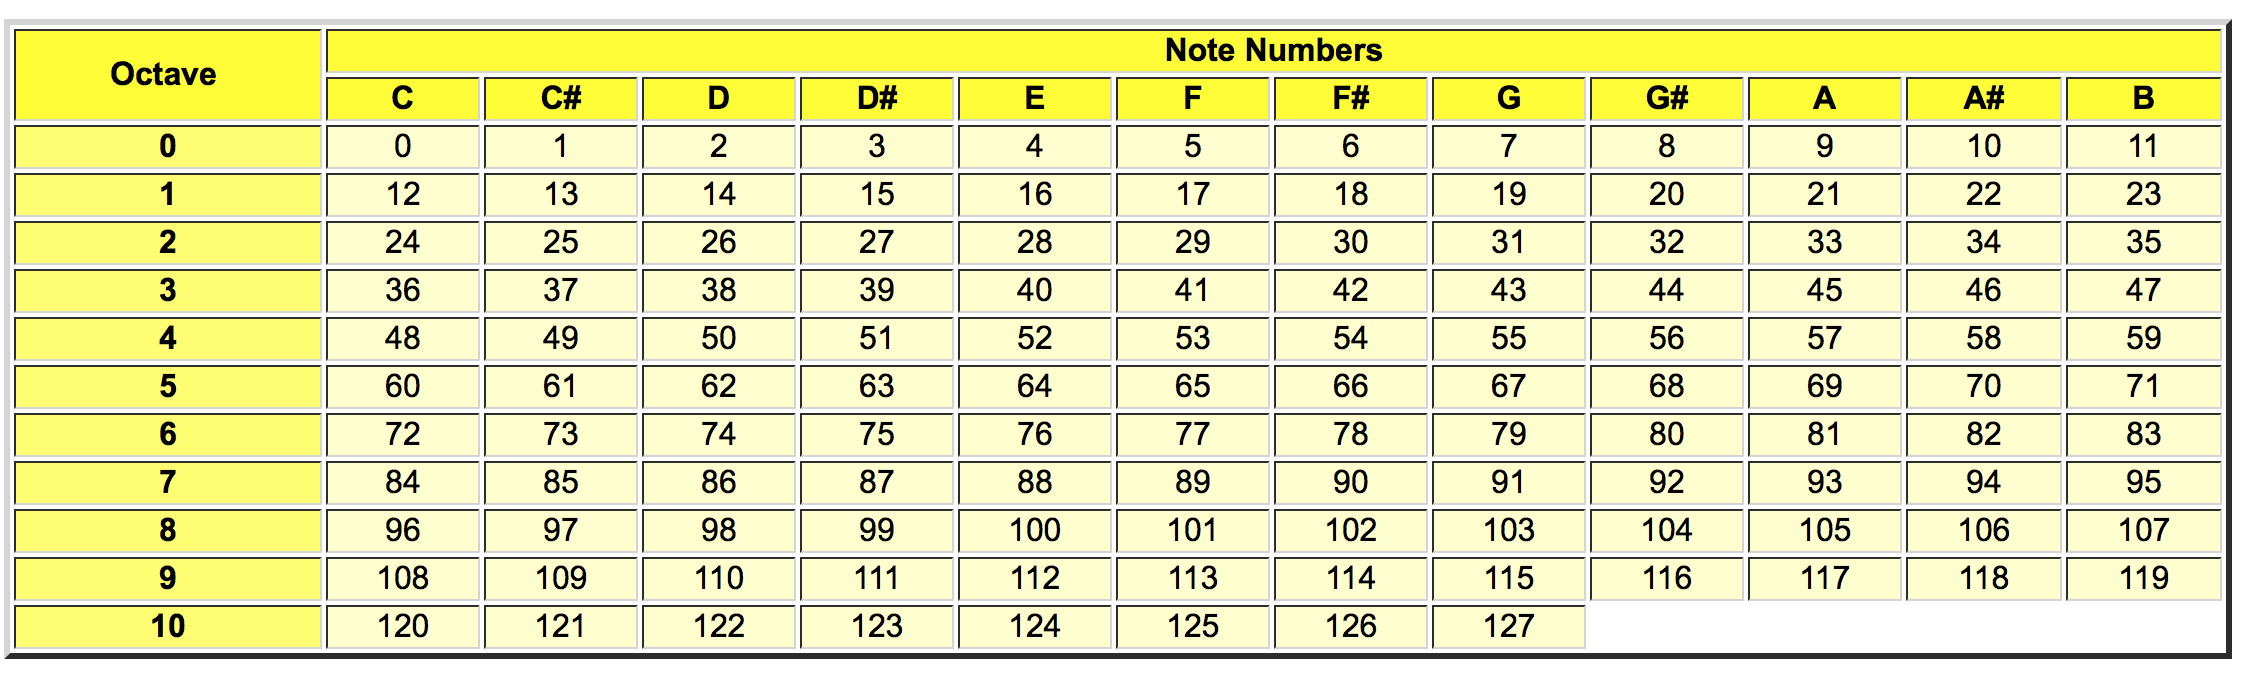 Note Numbers
Octave
C C# D D# E F F# G G# A A# B
0 0 1 2 3 4 5 6 7 8 9 10 11
1 12 13 14 15 16 17 18 19 20 21 22 23
2 24 25 26 27 28 29 30 31 32 33 34 35
3 36 37 38 39 40 41 42 43 44 45 46 47
4 48 49 50 51 52 53 54 55 56 57 58 59
5 60 61 62 63 64 65 66 67 68 69 70 71
6 72 73 74 75 76 77 78 79 80 81 82 83
7 84 85 86 87 88 89 90 91 92 93 94 95
8 96 97 98 99 100 101 102 103 104 105 106 107
9 108 109 110 111 112 113 114 115 116 117 118 119
10 120 121 122 123 124 125 126 127